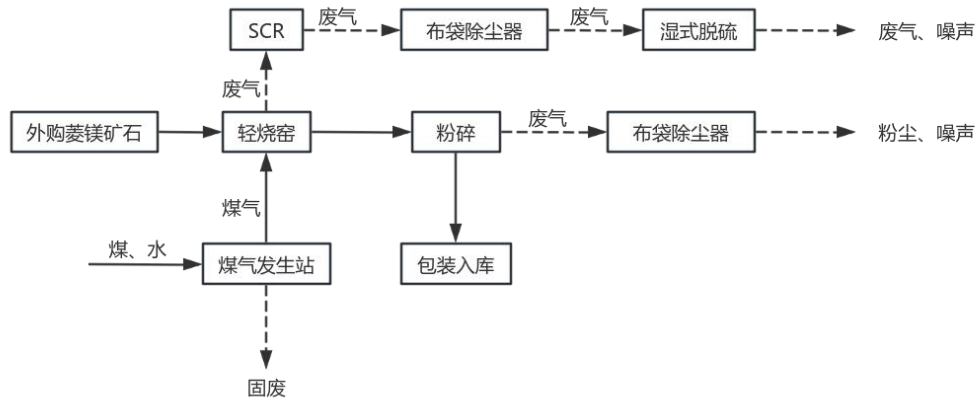 SCR
废气
布袋除尘器
废气
湿式脱硫
废气、噪声
废气
外购菱镁矿石
轻烧窑
粉碎
废气
布袋除尘器
粉尘、噪声
煤气
煤、水
煤气发生站
包装入库
固废